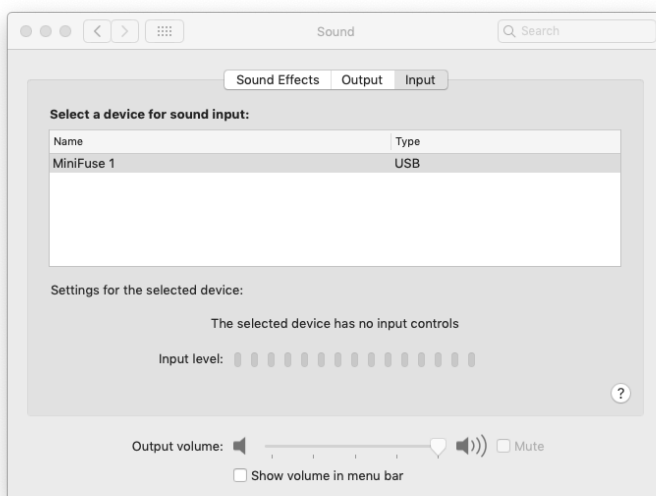 Sound
Search
Sound Effects Output Input
Select a device for sound input:
Name Type
MiniFuse 1 USB
Settings for the selected device:
The selected device has no input controls
Input level:
?
Output volume: Mute
Show volume in menu bar